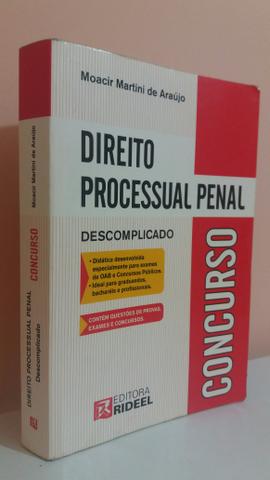 Moacir Martini de Araújo
DIREITO
PROCESSUAL PENAL
DESCOMPLICADO
• Didática desenvolvida
especialmente para exames
de OAB e Concursos Públicos.
• Ideal para graduandos,
bacharéis e profissionais.
CONTÉM QUESTÕES DE PROVAS,
EXAMES E CONCURSOS.
CONCURSO
EDITORA
RIDEEL
Moacir Martini de Araújo
CONCURSO
DIREITO PROCESSUAL PENAL
Descomplicado